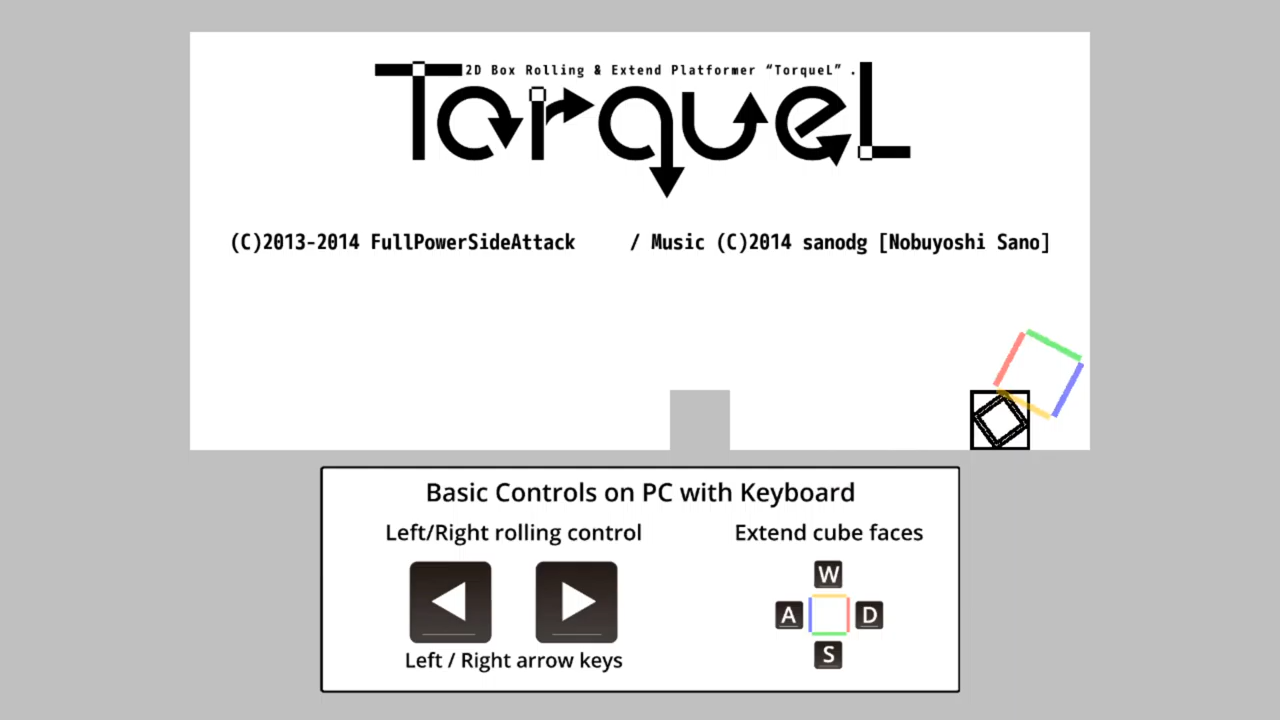 2D Box Rolling & Extend Platformer “TorqueL” .
TorqueL
(C)2013-2014 FullPowerSideAttack / Music (C)2014 sanodg [Nobuyoshi Sano]
Basic Controls on PC with Keyboard
Left/Right rolling control Extend cube faces
W
A D
S
Left / Right arrow keys